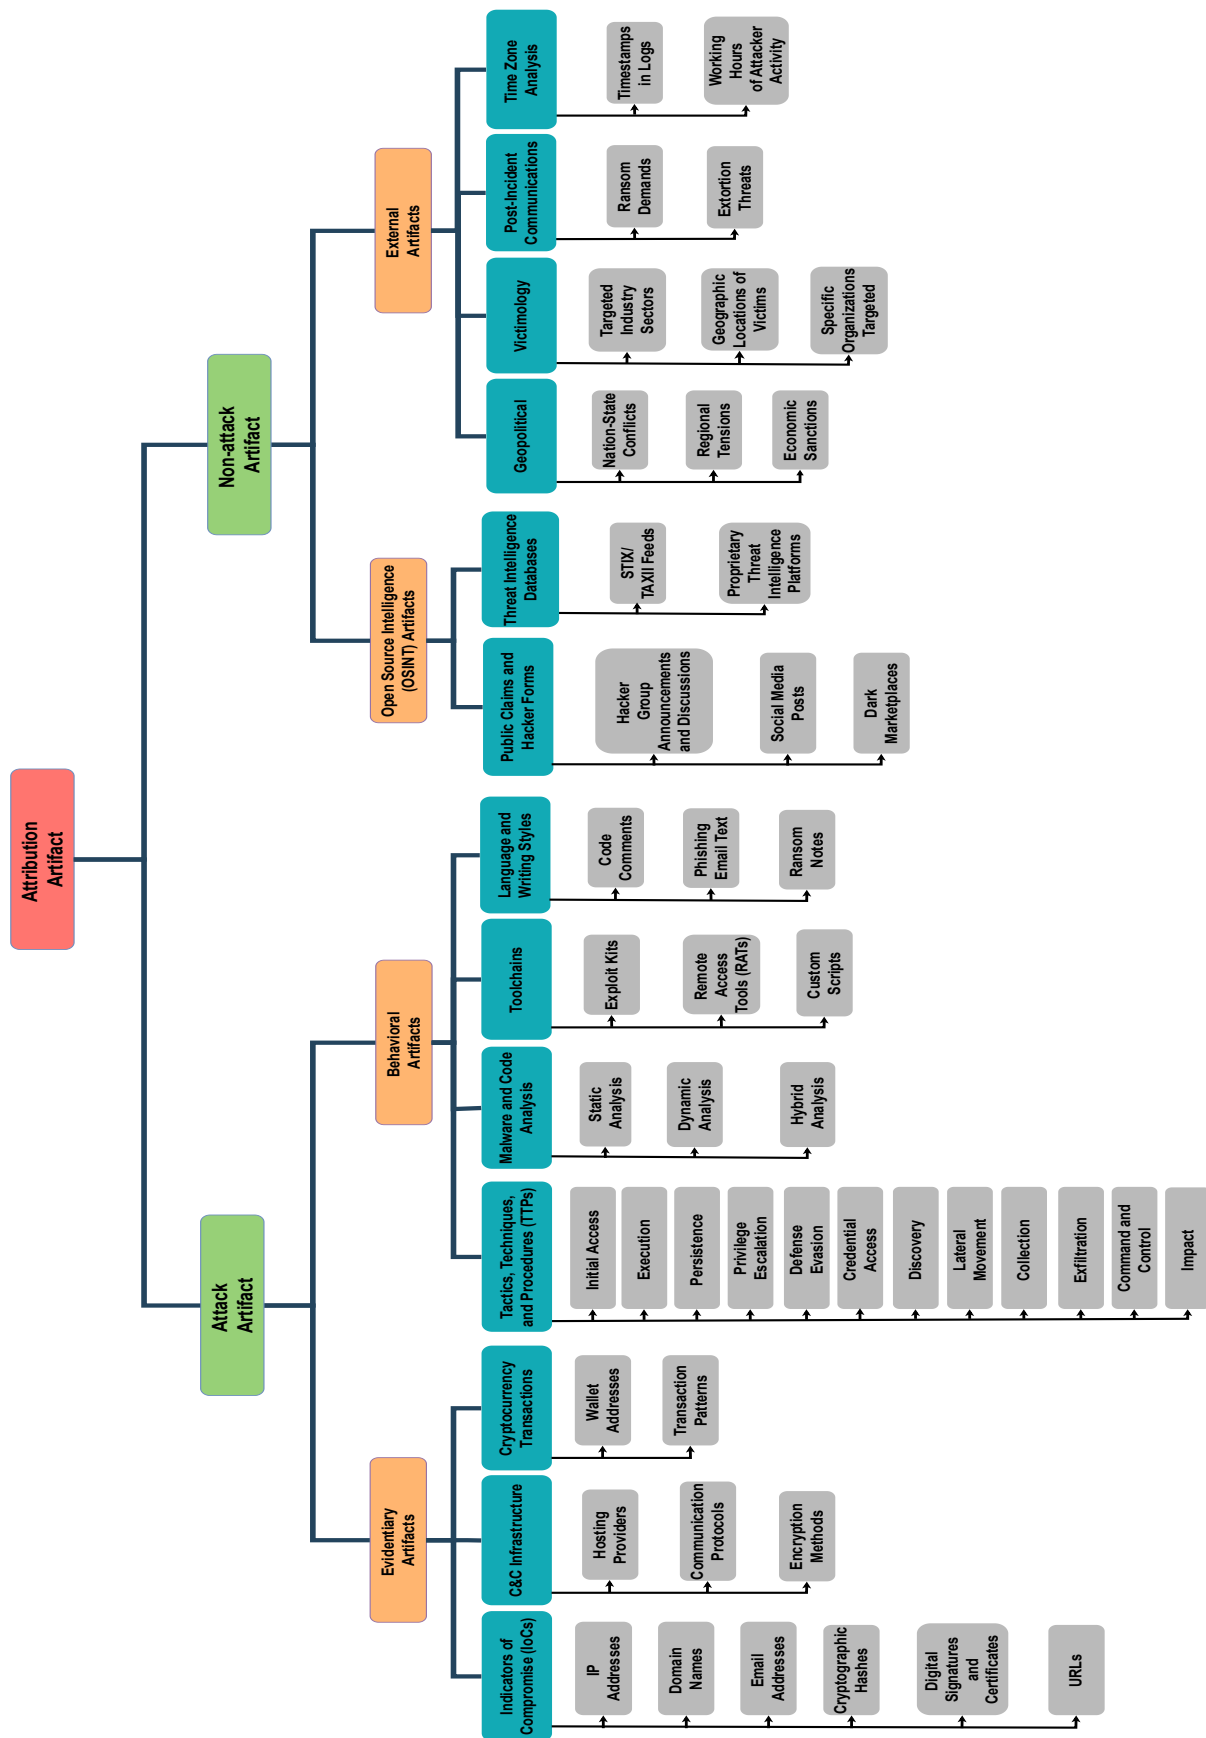 Attribution
Artifact
Attack
Artifact
Non-attack
Artifact
Evidentiary
Artifacts
Behavioral
Artifacts
Open Source Intelligence
(OSINT) Artifacts
External
Artifacts
Indicators of
Compromise (IoCs)
C&C Infrastructure
Cryptocurrency
Transactions
Tactics, Techniques,
and Procedures (TTPs)
Malware and Code
Analysis
Toolchains
Language and
Writing Styles
Public Claims and
Hacker Forms
Threat Intelligence
Databases
Geopolitical
Victimology
Post-Incident
Communications
Time Zone
Analysis
IP
Addresses
Domain
Names
Email
Addresses
Cryptographic
Hashes
Digital
Signatures
and
Certificates
URLs
Hosting
Providers
Communication
Protocols
Encryption
Methods
Wallet
Addresses
Transaction
Patterns
Initial Access
Execution
Persistence
Privilege
Escalation
Defense
Evasion
Credential
Access
Discovery
Lateral
Movement
Collection
Exfiltration
Command and
Control
Impact
Static
Analysis
Dynamic
Analysis
Hybrid
Analysis
Exploit Kits
Remote
Access
Tools (RATs)
Custom
Scripts
Code
Comments
Phishing
Email Text
Ransom
Notes
Hacker
Group
Announcements
and Discussions
Social Media
Posts
Dark
Marketplaces
STIX/
TAXII Feeds
Proprietary
Threat
Intelligence
Platforms
Nation-State
Conflicts
Regional
Tensions
Economic
Sanctions
Targeted
Industry
Sectors
Geographic
Locations of
Victims
Specific
Organizations
Targeted
Ransom
Demands
Extortion
Threats
Timestamps
in Logs
Working
Hours
of Attacker
Activity